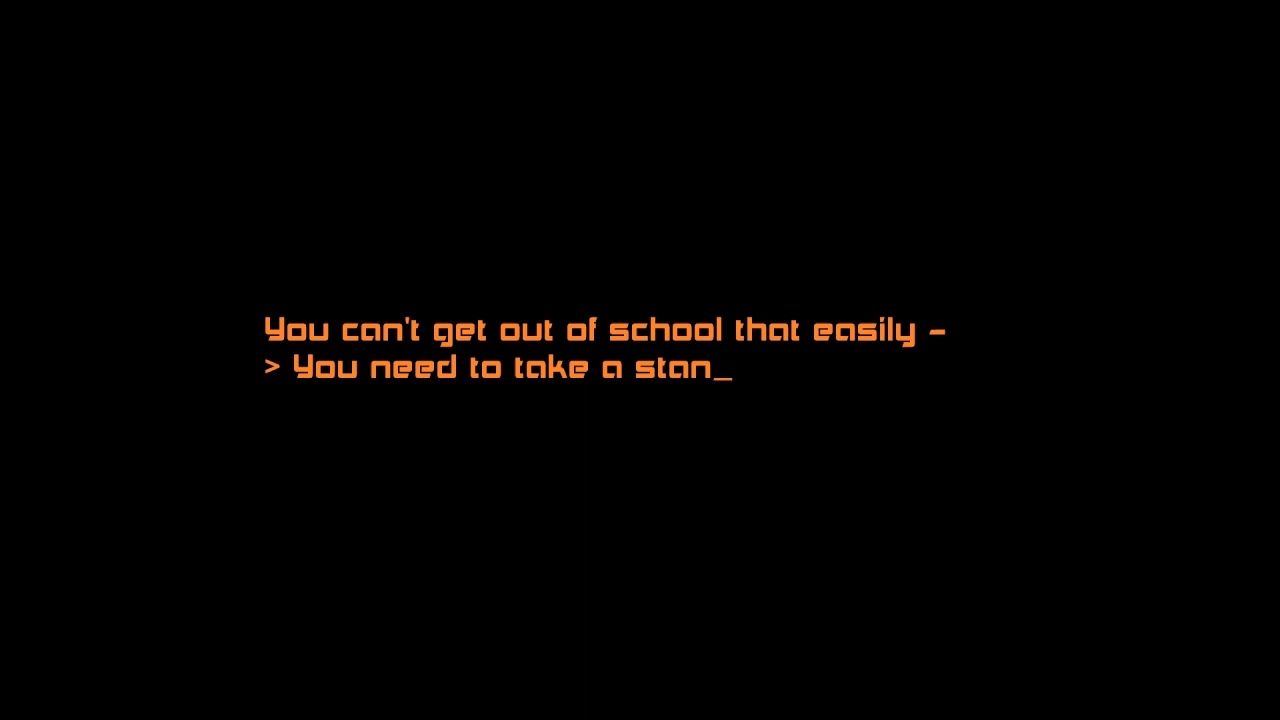 You can't get out of school that easily -
> You need to take a stan_